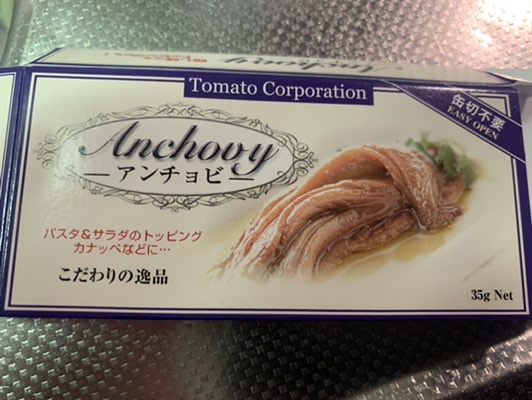 Anchovy
Tomato Corporation
缶切不要
EASY OPEN
Anchovy
アンチョビ
パスタ&サラダのトッピング
カナッペなどに…
こだわりの逸品
35g Net